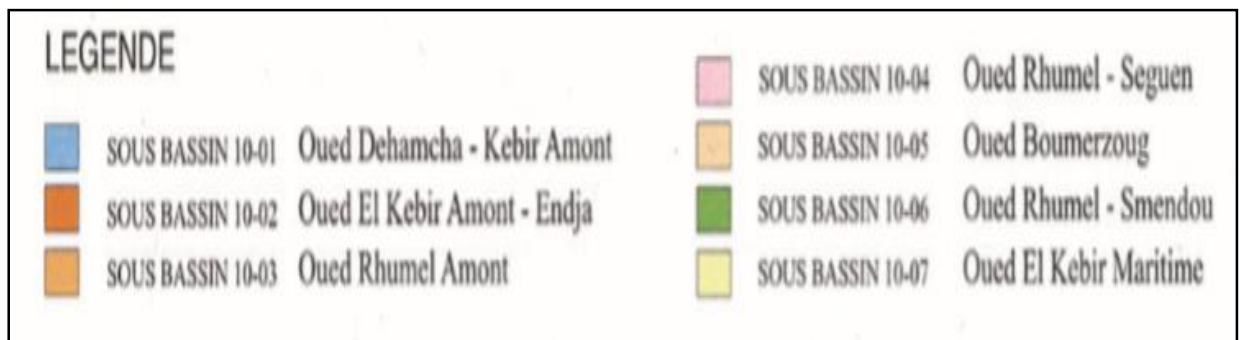 LEGENDE
SOUS BASSIN 10-01 Oued Dehamcha - Kebir Amont
SOUS BASSIN 10-02 Oued El Kebir Amont - Endja
SOUS BASSIN 10-03 Oued Rhumel Amont
SOUS BASSIN 10-04 Oued Rhumel - Seguen
SOUS BASSIN 10-05 Oued Boumerzoug
SOUS BASSIN 10-06 Oued Rhumel - Smendou
SOUS BASSIN 10-07 Oued El Kebir Maritime